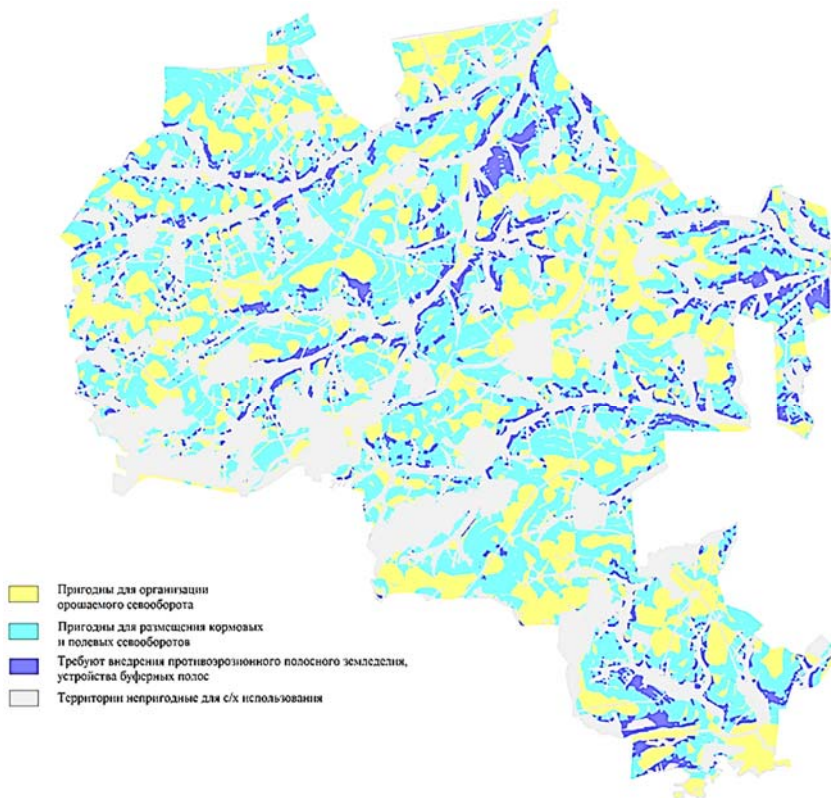 Пригодны для организации
орошаемого севооборота
Пригодны для размещения кормовых
и полевых севооборотов
Требуют внедрения противоэрозионного полосного земледелия,
устройства буферных полос
Территории непригодные для с/х использования